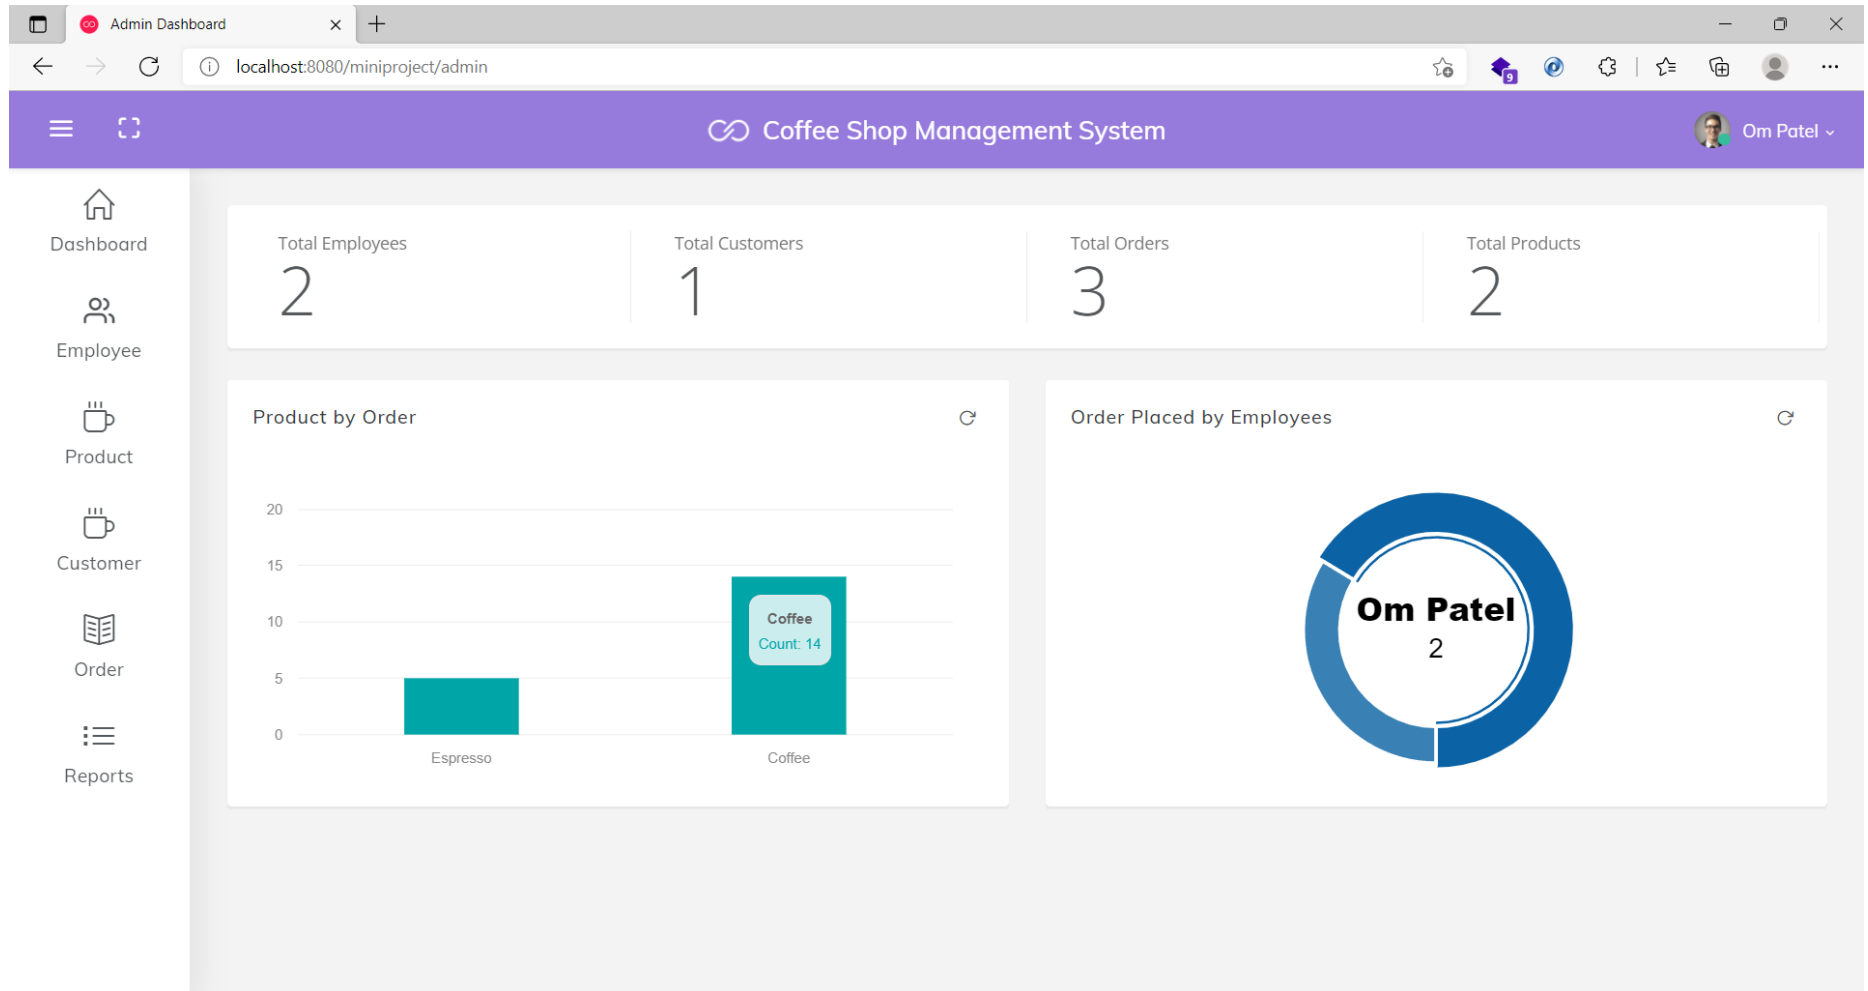 Admin Dashboard
localhost:8080/miniproject/admin
9
Coffee Shop Management System
Om Patel
Dashboard
Employee
Product
Customer
Order
Reports
Total Employees
2
Total Customers
1
Total Orders
3
Total Products
2
Product by Order
20
15
10
5
0
Coffee
Count: 14
Espresso
Coffee
Order Placed by Employees
Om Patel
2